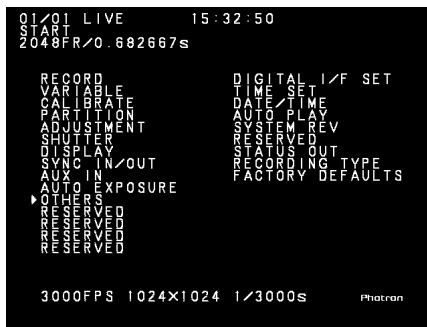 01/01 LIVE 15:32:50
START
2048FR/0.682667s
RECORD
VARIABLE
CALIBRATE
PARTITION
ADJUSTMENT
SHUTTER
DISPLAY
SYNC IN/OUT
AUX IN
AUTO EXPOSURE
OTHERS
RESERVED
RESERVED
RESERVED
RESERVED
DIGITAL I/F SET
TIME SET
DATE/TIME
AUTO PLAY
SYSTEM REV
RESERVED
STATUS OUT
RECORDING TYPE
FACTORY DEFAULTS
3000FPS 1024×1024 1/3000s Photron